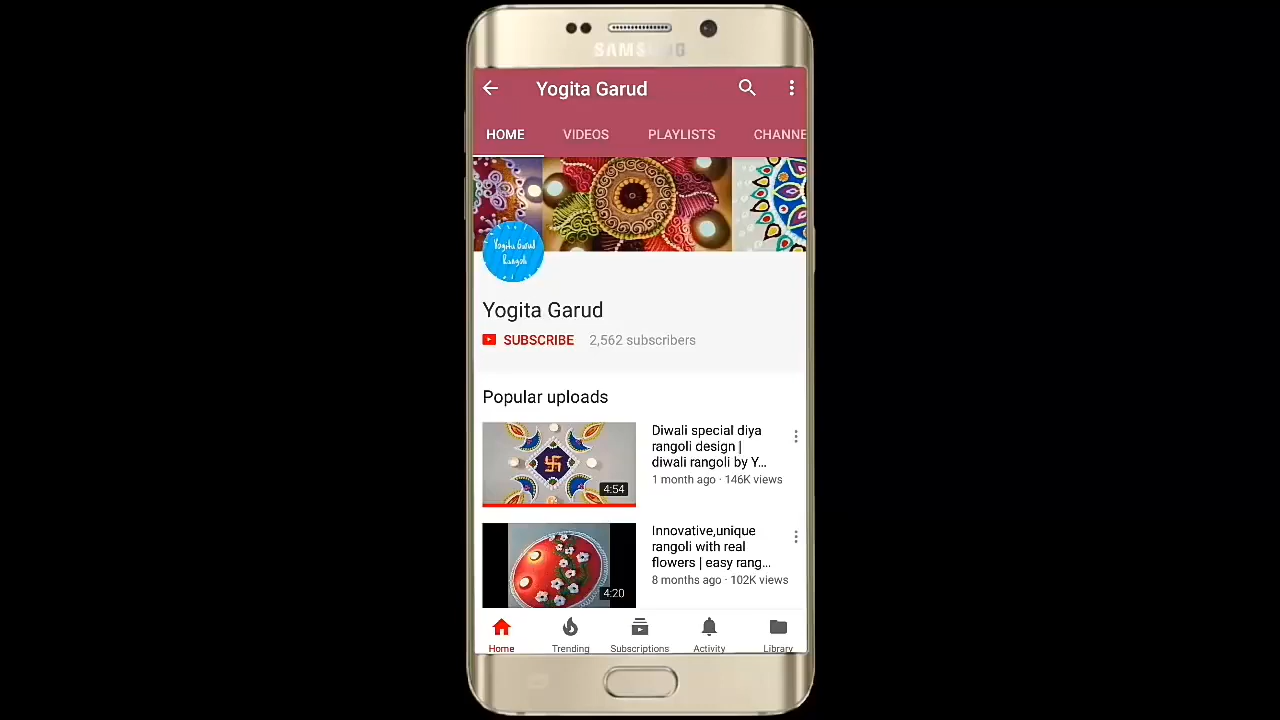 SAMSUNG
Yogita Garud
HOME VIDEOS PLAYLISTS CHANNE
Yogita Garud
Rangoli
Yogita Garud
SUBSCRIBE 2,562 subscribers
Popular uploads
Diwali special diya
rangoli design |
diwali rangoli by Y...
1 month ago · 146K views
4:54
Innovative,unique
rangoli with real
flowers | easy rang...
8 months ago · 102K views
4:20
Home Trending Subscriptions Activity Library